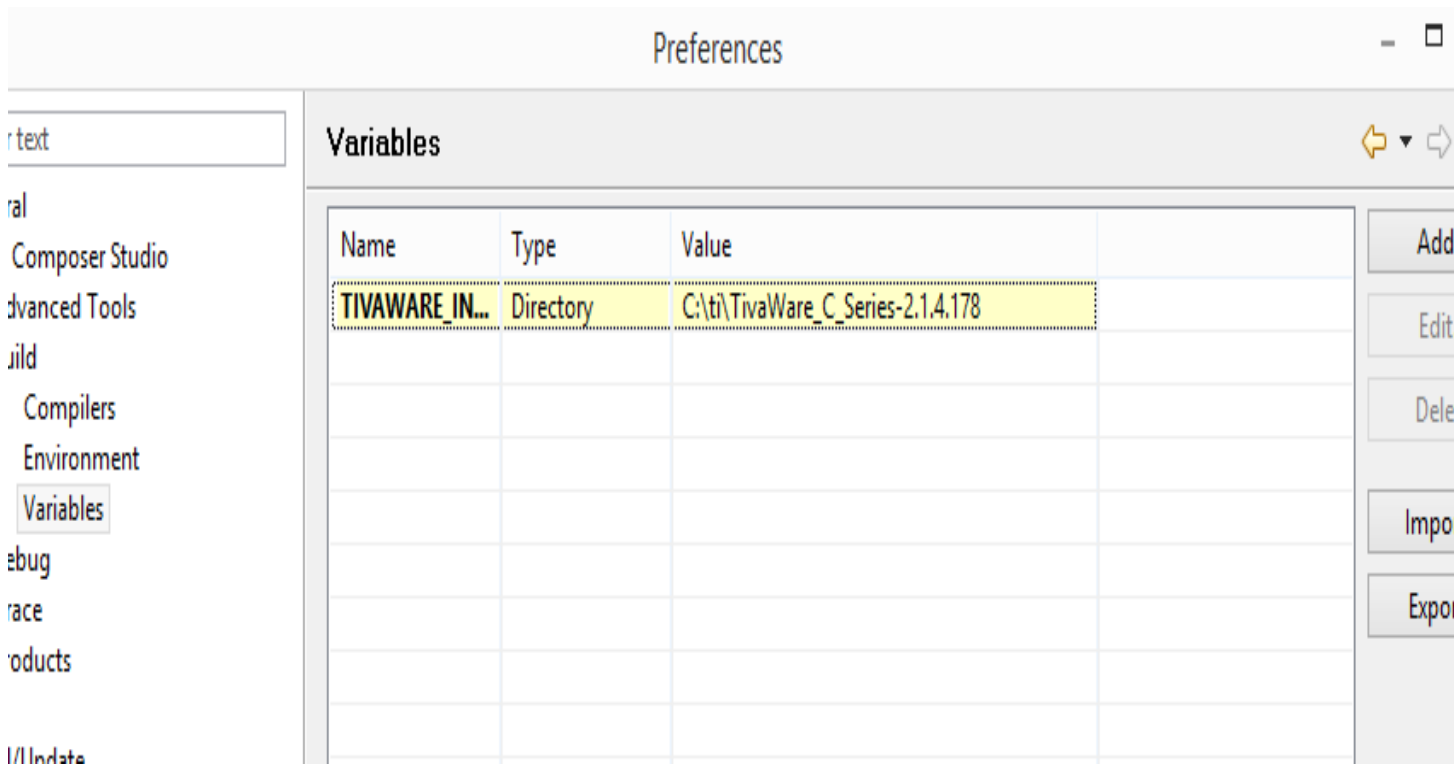 Preferences
r text
Variables
ral
Composer Studio
dvanced Tools
uild
Compilers
Environment
Variables
ebug
race
roducts
l/Update
Name Type Value
TIVAWARE_IN... Directory C:\ti\TivaWare_C_Series-2.1.4.178
Add
Edit
Dele
Impo
Expor